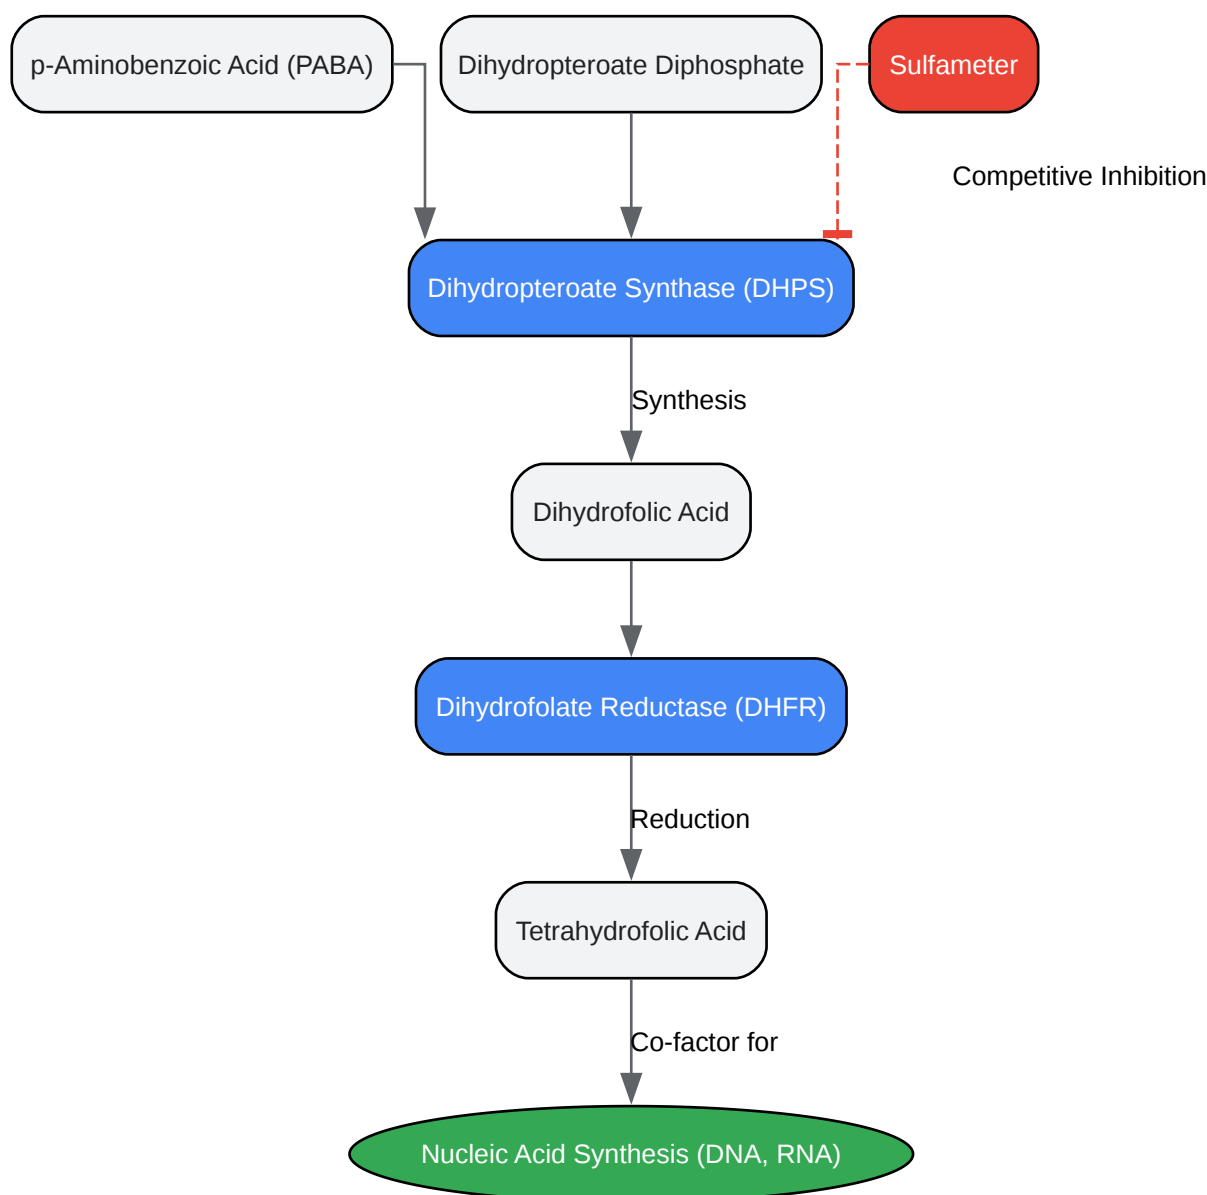 p-Aminobenzoic Acid (PABA)
Dihydropteroate Diphosphate
Sulfameter
Competitive Inhibition
Dihydropteroate Synthase (DHPS)
Synthesis
Dihydrofolic Acid
Dihydrofolate Reductase (DHFR)
Reduction
Tetrahydrofolic Acid
Co-factor for
Nucleic Acid Synthesis (DNA, RNA)